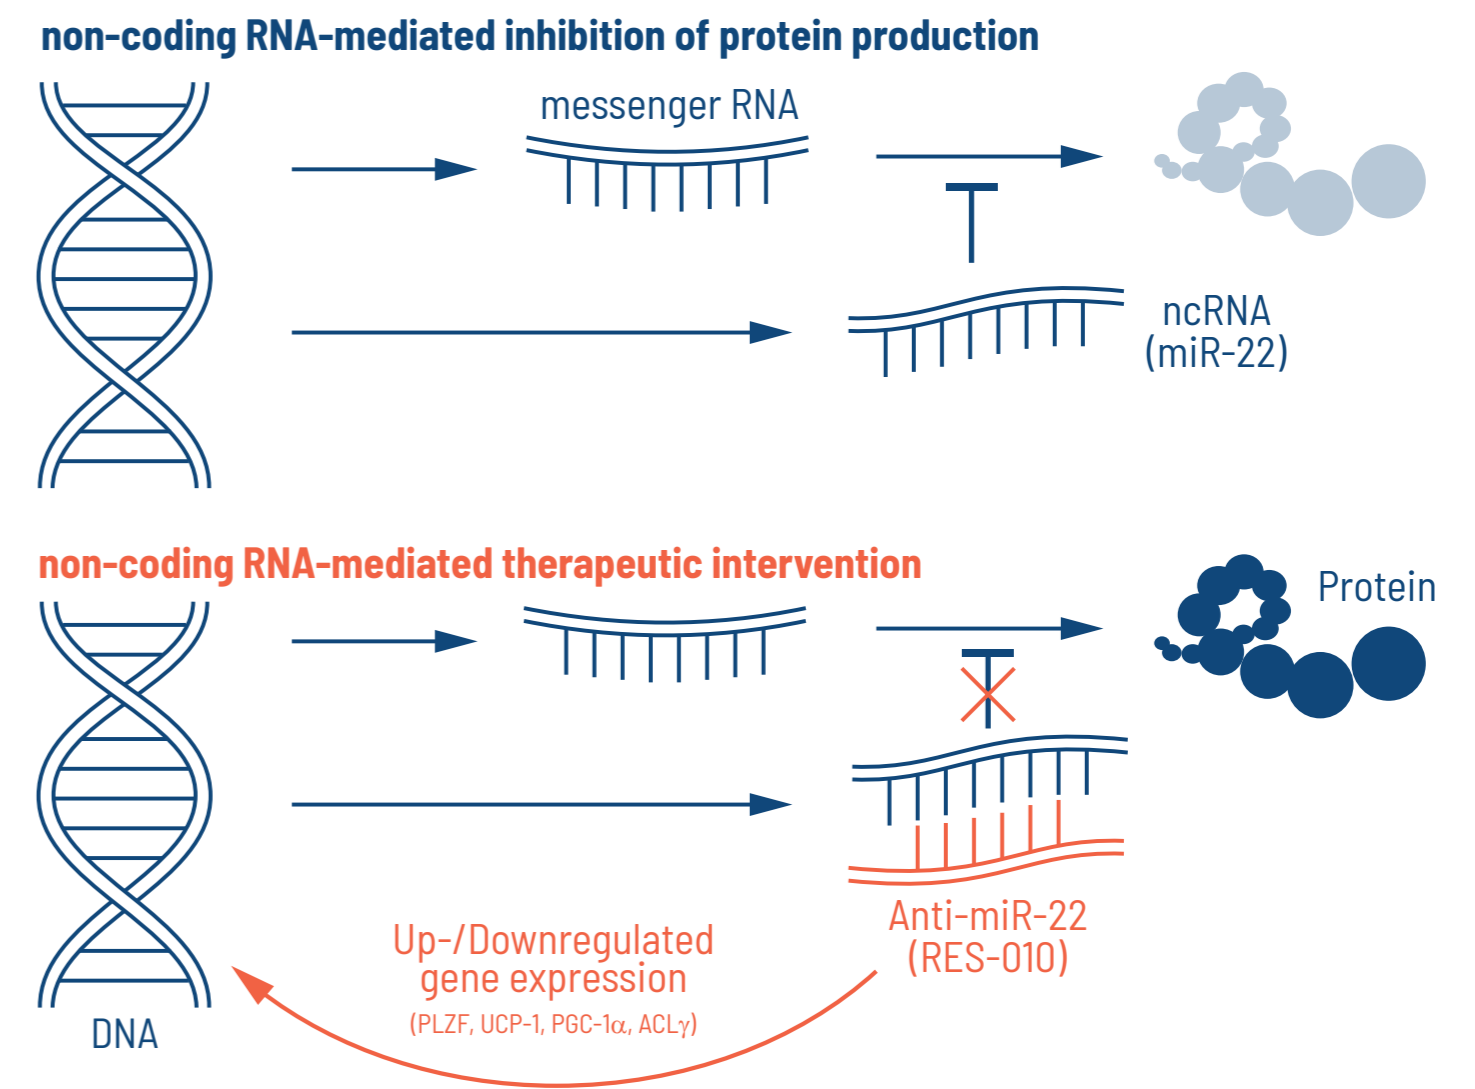 non-coding RNA-mediated inhibition of protein production
messenger RNA
ncRNA
(miR-22)
non-coding RNA-mediated therapeutic intervention
Protein
Anti-miR-22
(RES-010)
Up-/Downregulated
gene expression
(PLZF, UCP-1, PGC-1α, ACLγ)
DNA